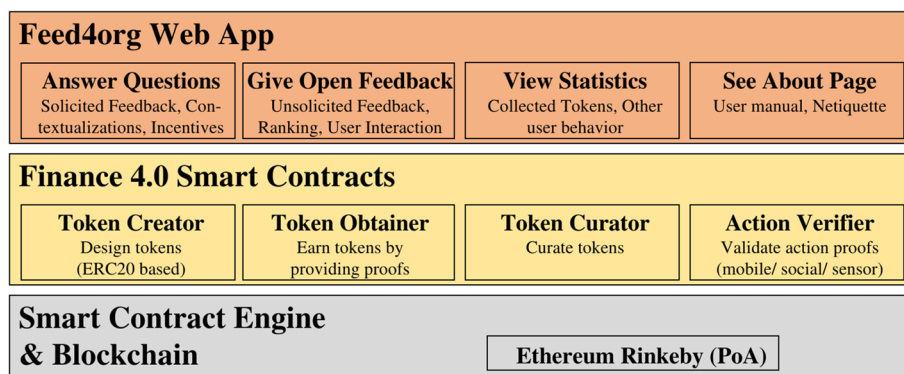 Feed4org Web App
Answer Questions
Solicited Feedback, Con-
textualizations, Incentives
Give Open Feedback
Unsolicited Feedback,
Ranking, User Interaction
View Statistics
Collected Tokens, Other
user behavior
See About Page
User manual, Netiquette
Finance 4.0 Smart Contracts
Token Creator
Design tokens
(ERC20 based)
Token Obtainer
Earn tokens by
providing proofs
Token Curator
Curate tokens
Action Verifier
Validate action proofs
(mobile/ social/ sensor)
Smart Contract Engine
& Blockchain
Ethereum Rinkeby (PoA)